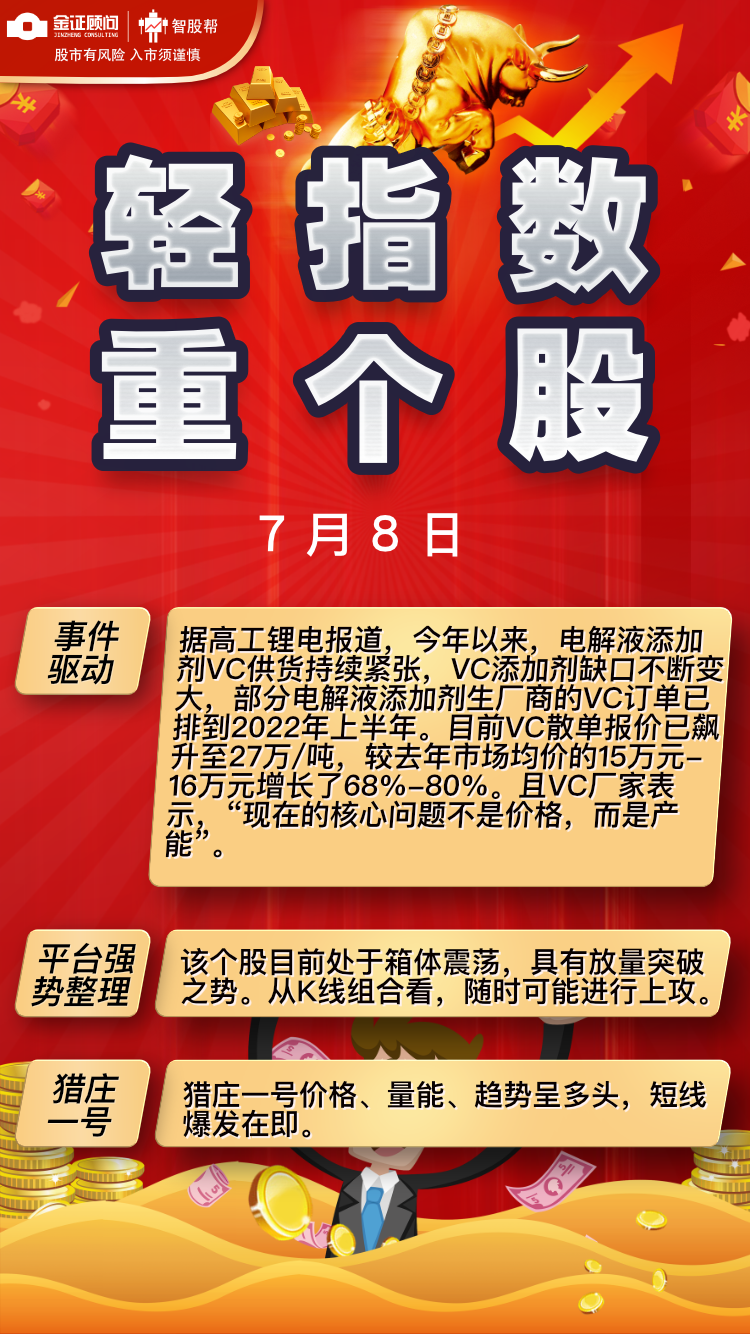 金证顾问
JINZHENG CONSULTING
智股帮
股市有风险 入市须谨慎
轻指数
重个股
7月8日
事件
驱动
据高工锂电报道，今年以来，电解液添加
剂VC供货持续紧张，VC添加剂缺口不断变
大，部分电解液添加剂生厂商的VC订单已
排到2022年上半年。目前VC散单报价已飙
升至27万/吨，较去年市场均价的15万元-
16万元增长了68%-80%。且VC厂家表
示，“现在的核心问题不是价格，而是产
能”。
平台强
势整理
该个股目前处于箱体震荡，具有放量突破
之势。从K线组合看，随时可能进行上攻。
猎庄
一号
猎庄一号价格、量能、趋势呈多头，短线
爆发在即。